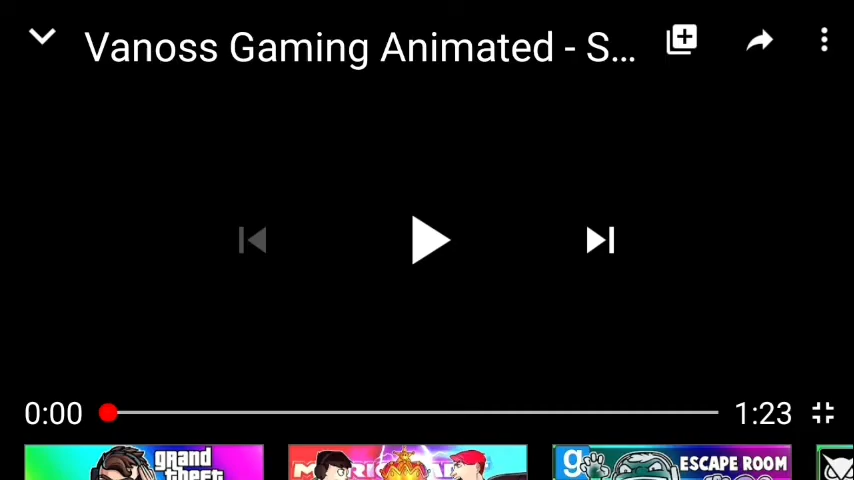 Vanoss Gaming Animated - S...
0:00
1:23
grand
theft
g
ESCAPE ROOM